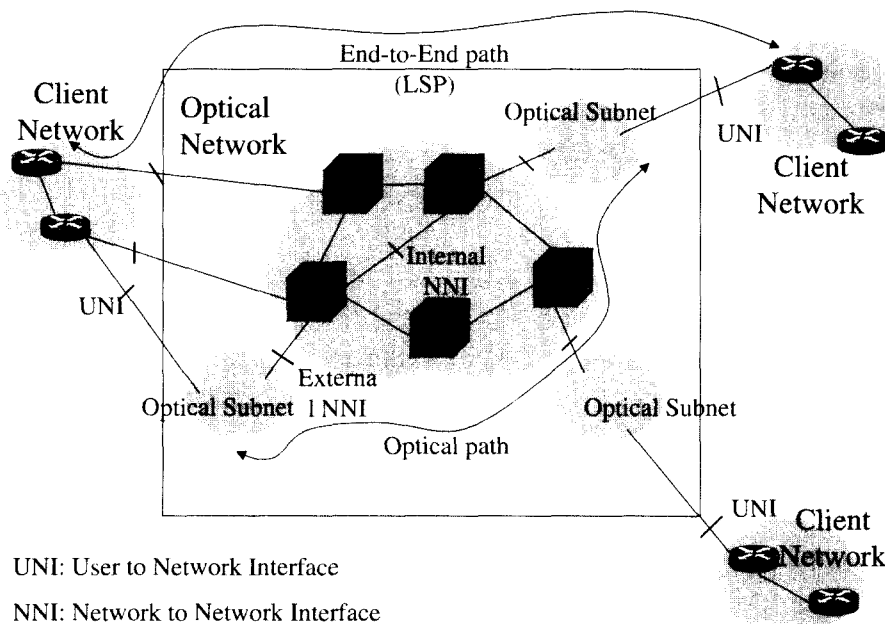 End-to-End path
(LSP)
Client
Network
Optical
Network
Optical Subnet
UNI
Client
Network
Internal
NNI
UNI
Externa
l NNI
Optical Subnet
Optical Subnet
Optical path
UNI
Client
Network
UNI: User to Network Interface
NNI: Network to Network Interface